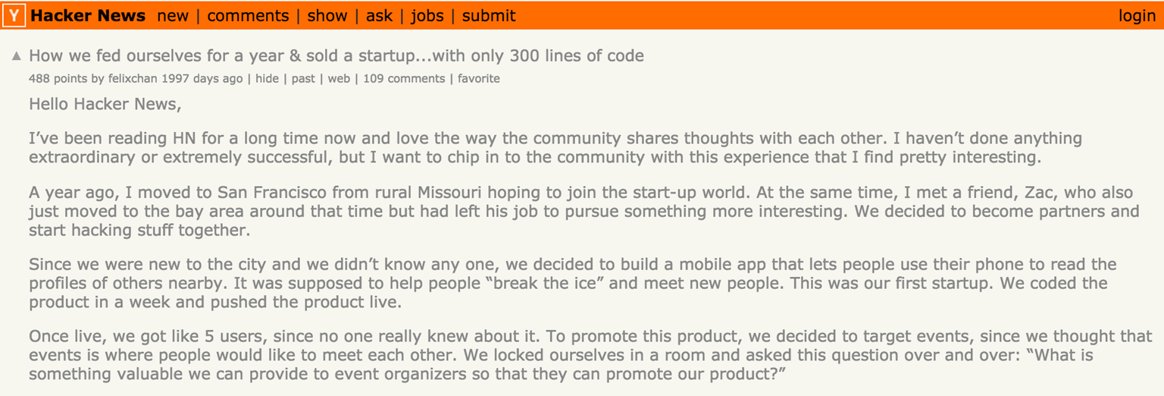 Y Hacker News new | comments | show | ask | jobs | submit login
▲ How we fed ourselves for a year & sold a startup...with only 300 lines of code
488 points by felixchan 1997 days ago | hide | past | web | 109 comments | favorite
Hello Hacker News,
I’ve been reading HN for a long time now and love the way the community shares thoughts with each other. I haven’t done anything
extraordinary or extremely successful, but I want to chip in to the community with this experience that I find pretty interesting.
A year ago, I moved to San Francisco from rural Missouri hoping to join the start-up world. At the same time, I met a friend, Zac, who also
just moved to the bay area around that time but had left his job to pursue something more interesting. We decided to become partners and
start hacking stuff together.
Since we were new to the city and we didn’t know any one, we decided to build a mobile app that lets people use their phone to read the
profiles of others nearby. It was supposed to help people “break the ice” and meet new people. This was our first startup. We coded the
product in a week and pushed the product live.
Once live, we got like 5 users, since no one really knew about it. To promote this product, we decided to target events, since we thought that
events is where people would like to meet each other. We locked ourselves in a room and asked this question over and over: “What is
something valuable we can provide to event organizers so that they can promote our product?”